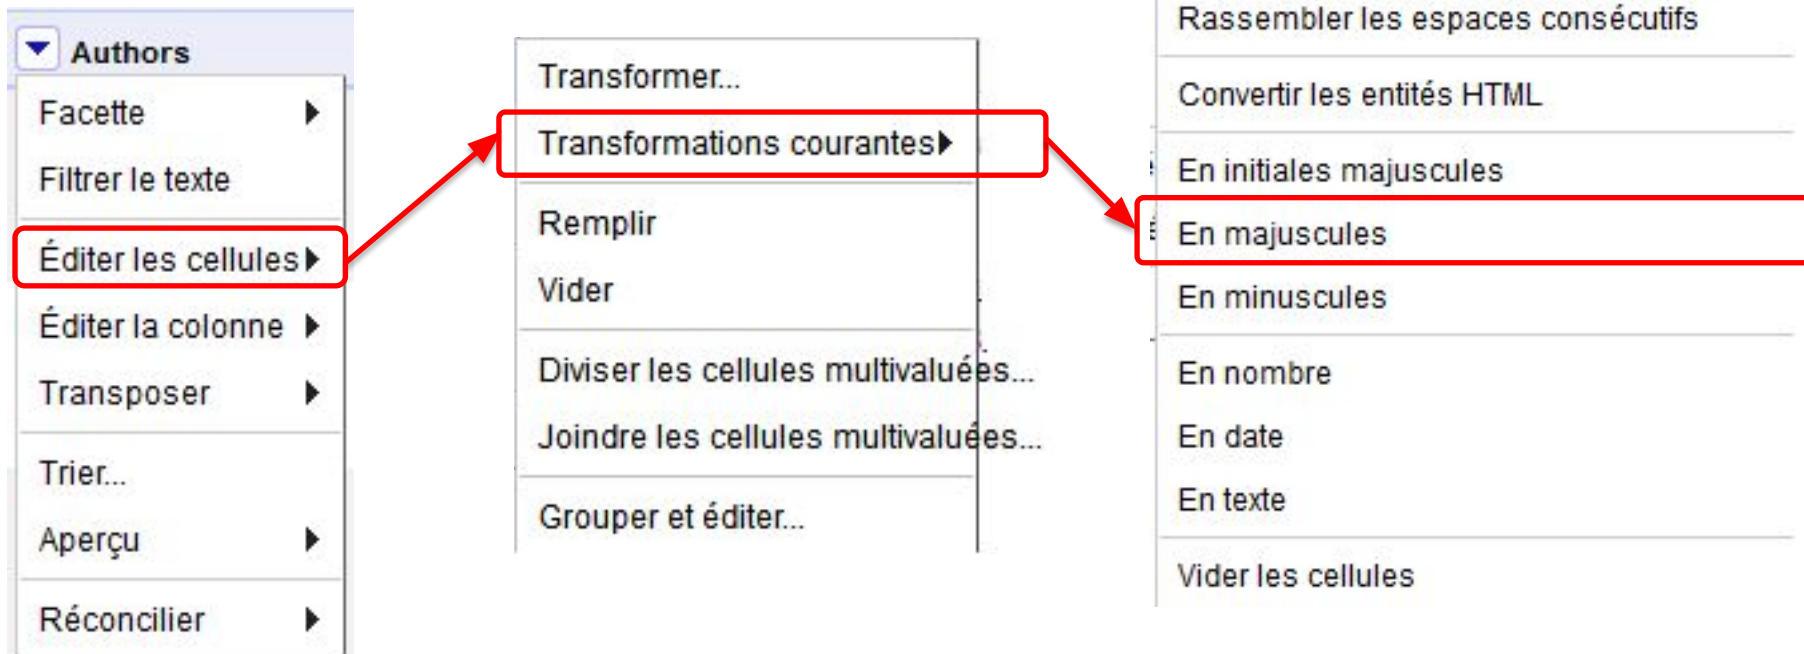 Authors
Facette
Filtrer le texte
Éditer les cellules
Éditer la colonne
Transposer
Trier...
Aperçu
Réconcilier
Transformer...
Transformations courantes
Remplir
Vider
Diviser les cellules multivaluées...
Joindre les cellules multivaluées...
Grouper et éditer...
Rassembler les espaces consécutifs
Convertir les entités HTML
En initiales majuscules
En majuscules
En minuscules
En nombre
En date
En texte
Vider les cellules